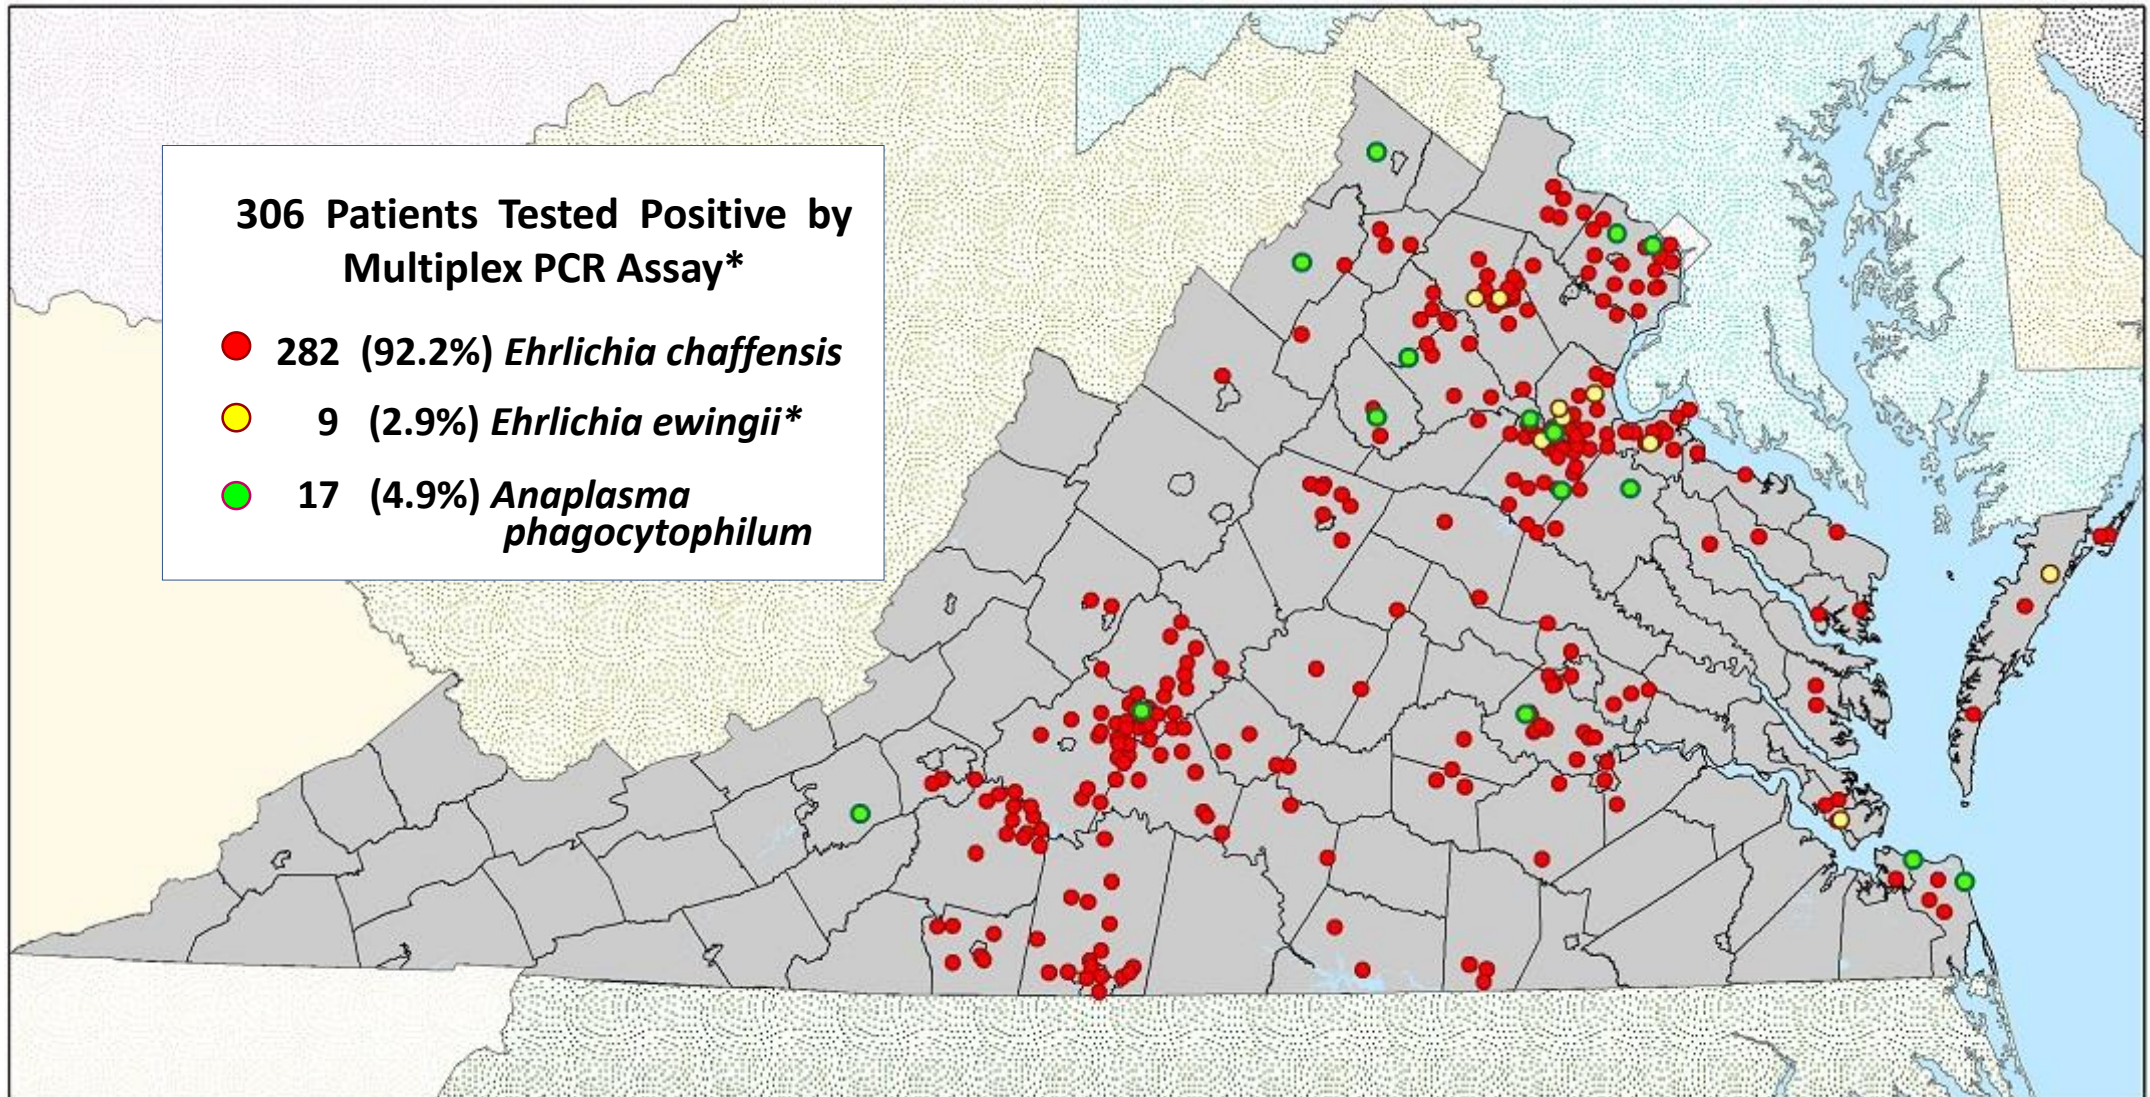 306 Patients Tested Positive by
Multiplex PCR Assay*
282 (92.2%) Ehrlichia chaffensis
9 (2.9%) Ehrlichia ewingii*
17 (4.9%) Anaplasma
phagocytophilum